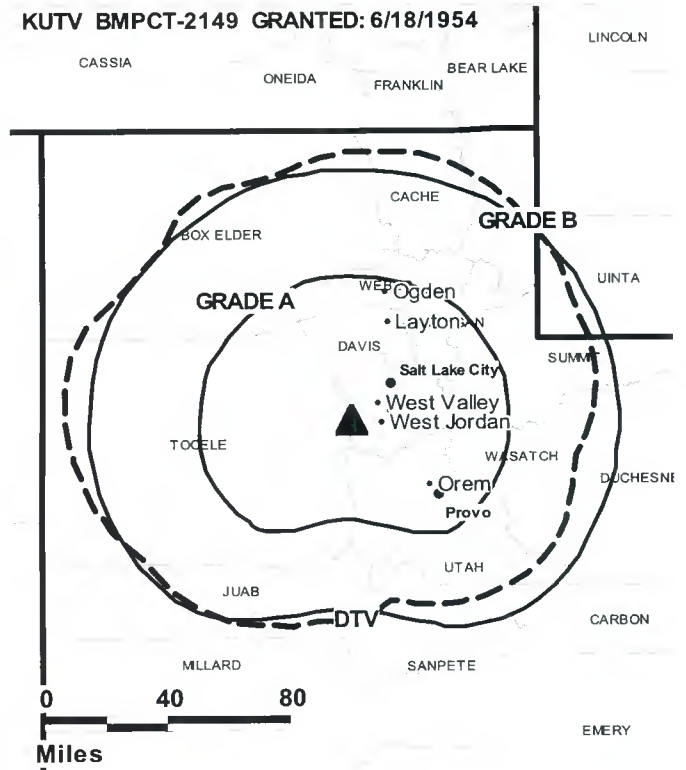 KUTV BMPCT-2149 GRANTED: 6/18/1954
LINCOLN
CASSIA
ONEIDA
BEAR LAKE
FRANKLIN
CACHE
GRADE B
BOX ELDER
UINTA
GRADE A
WEB
Ogden
Layton
AN
DAVIS
SUMMIT
Salt Lake City
West Valley
West Jordan
TOOELE
WASATCH
DUCHESNE
Orem
Provo
UTAH
JUAB
DTV
CARBON
MILLARD
SANPETE
0 40 80
Miles
EMERY